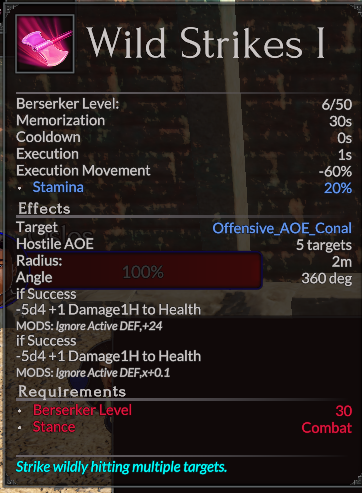 Wild Strikes I
Berserker Level: 6/50
Memorization 30s
Cooldown 0s
Execution 1s
Execution Movement -60%
• Stamina 20%
Effects
Target Offensive_AOE_Conal
Hostile AOE 5 targets
Radius: 2m
Angle 360 deg
100%
if Success
-5d4 +1 Damage1H to Health
MODS: Ignore Active DEF,+24
if Success
-5d4 +1 Damage1H to Health
MODS: Ignore Active DEF,x+0.1
Requirements
• Berserker Level 30
• Stance Combat
Strike wildly hitting multiple targets.